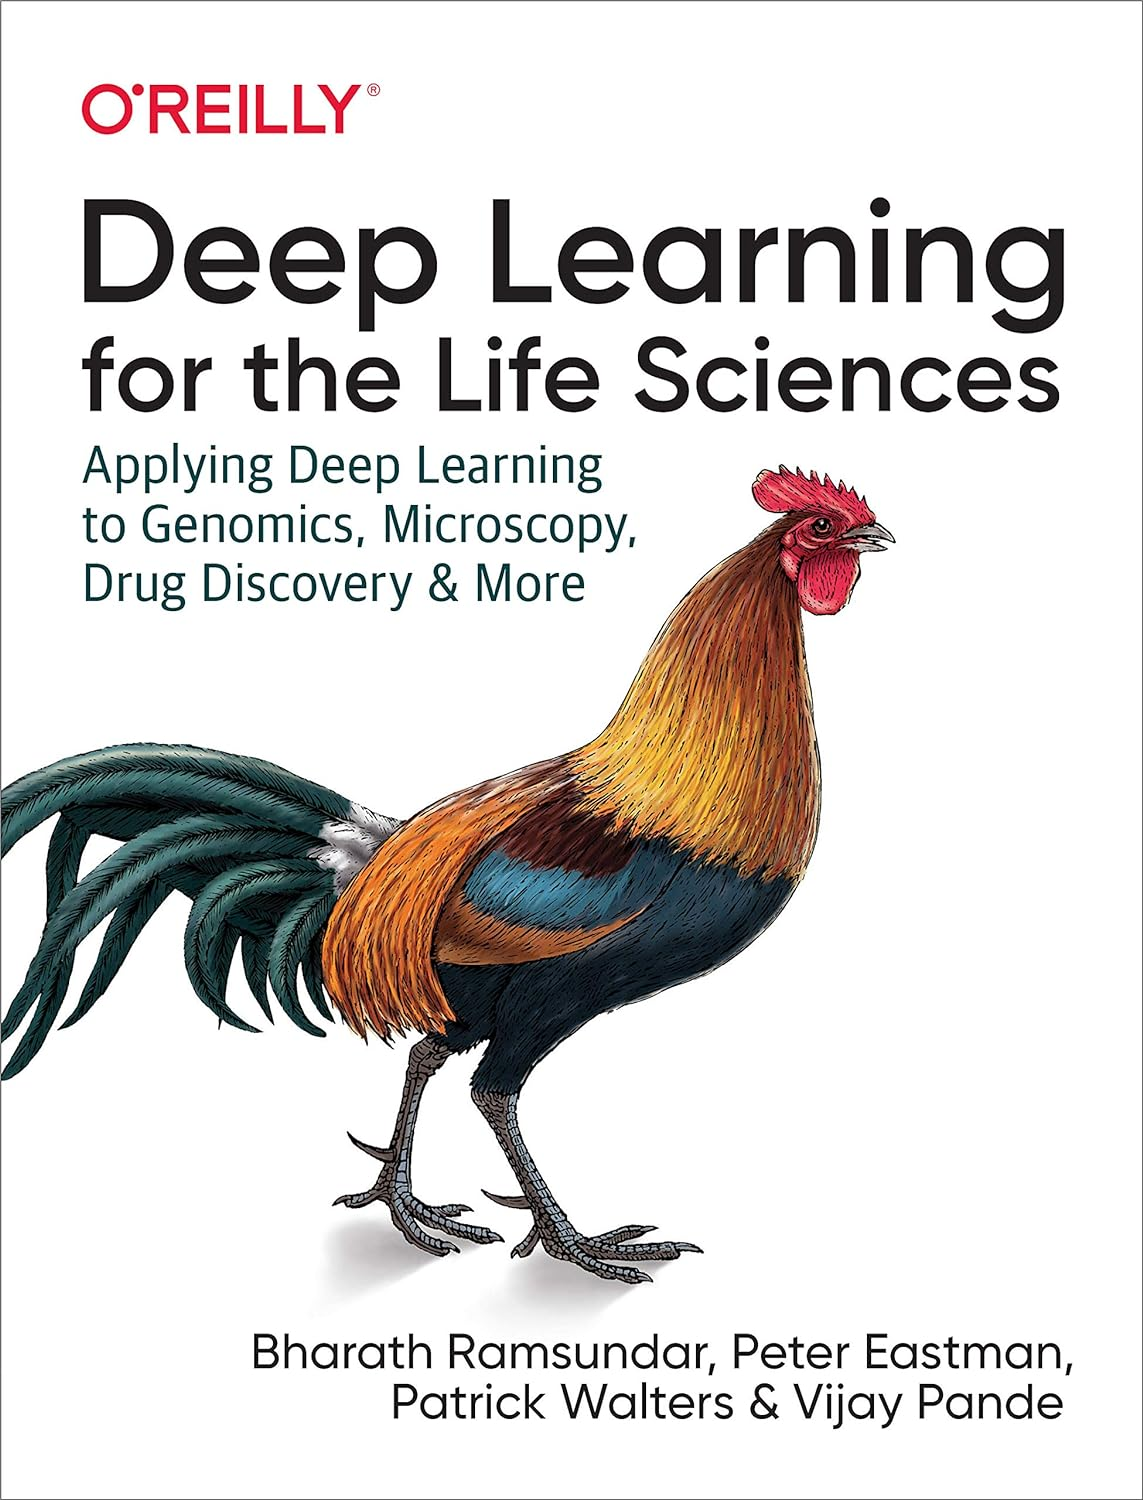 O'REILLY®
Deep Learning
for the Life Sciences
Applying Deep Learning
to Genomics, Microscopy,
Drug Discovery & More
Bharath Ramsundar, Peter Eastman,
Patrick Walters & Vijay Pande